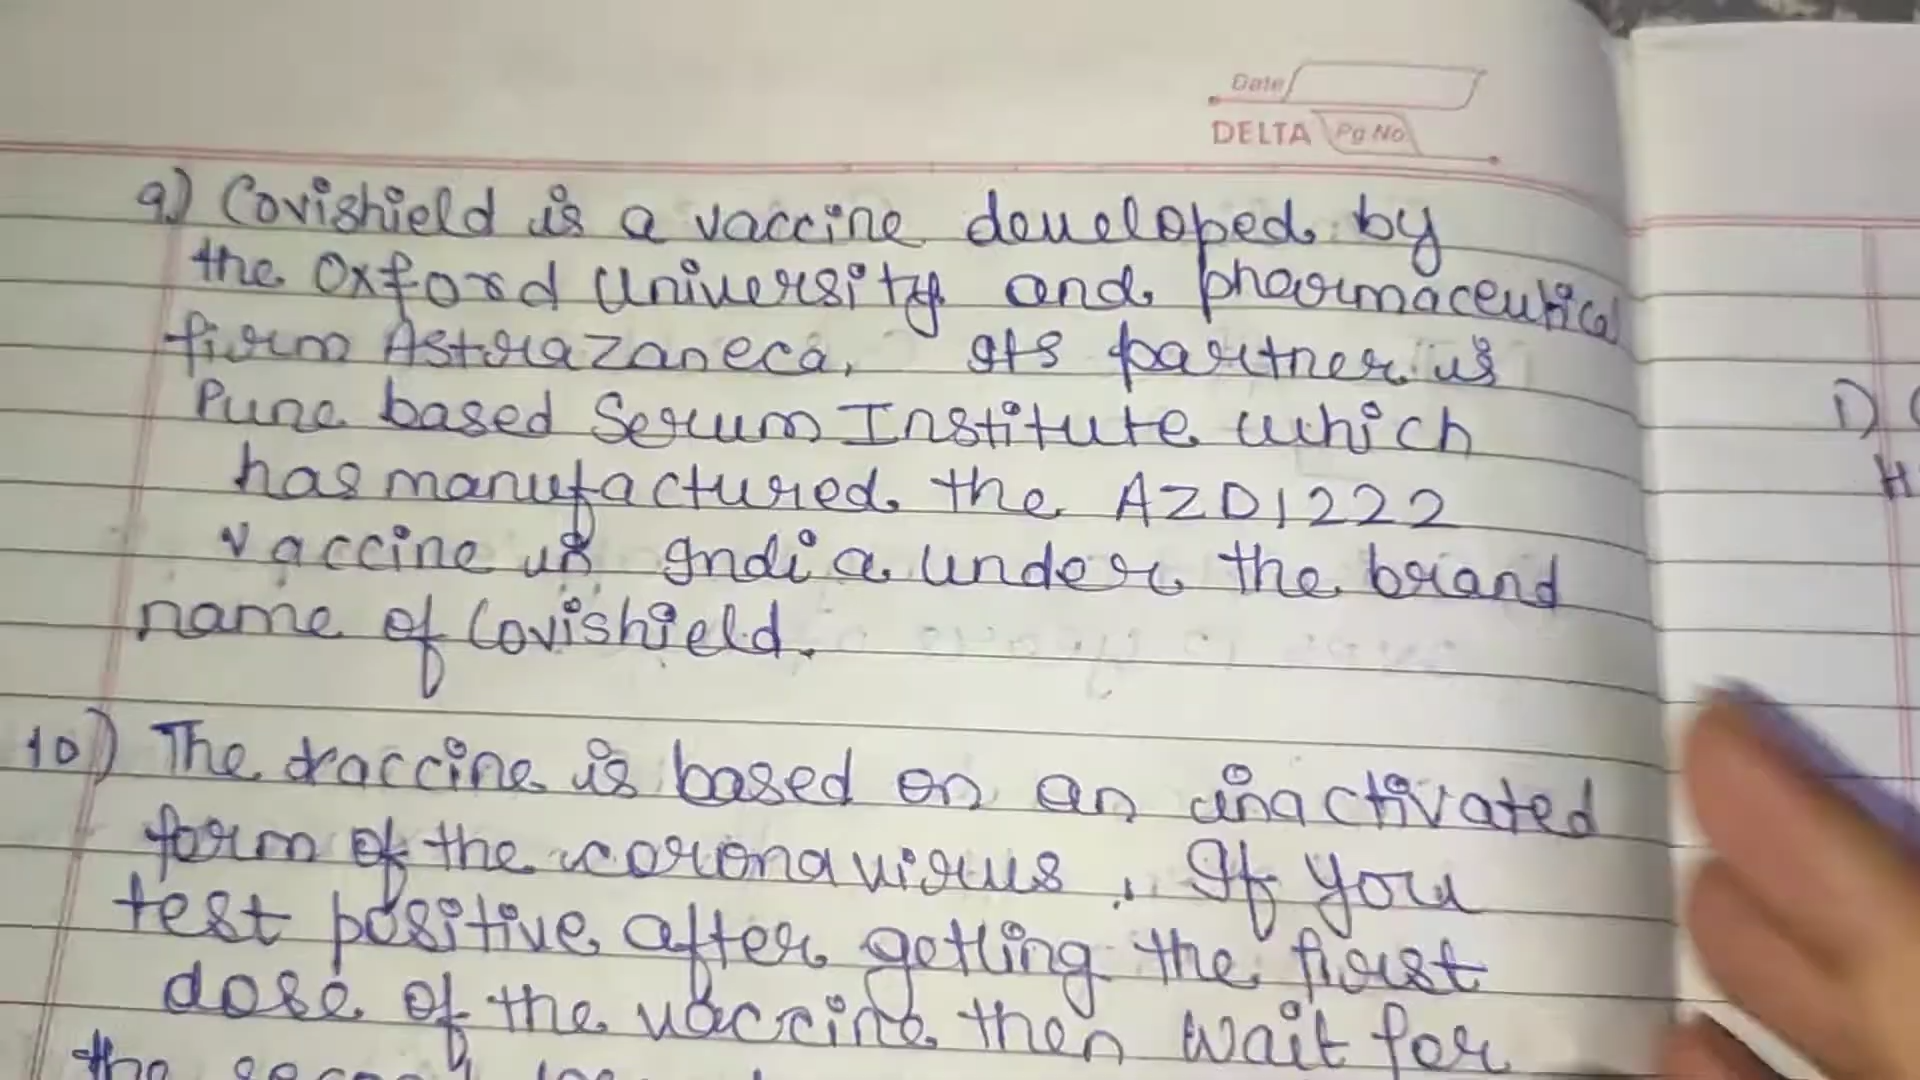 Date
DELTA Pg No
9) Covishield is a vaccine developed by
the Oxford University and pharmaceutical
firm AstraZaneca, Its partner is
Pune based Serum Institute which
has manufactured the AZD1222
vaccine in India under the brand
name of Covishield.
10) The vaccine is based on an inactivated
form of the coronavirus. If you
test positive after getting the first
dose of the vaccine then wait for
the
1)
H